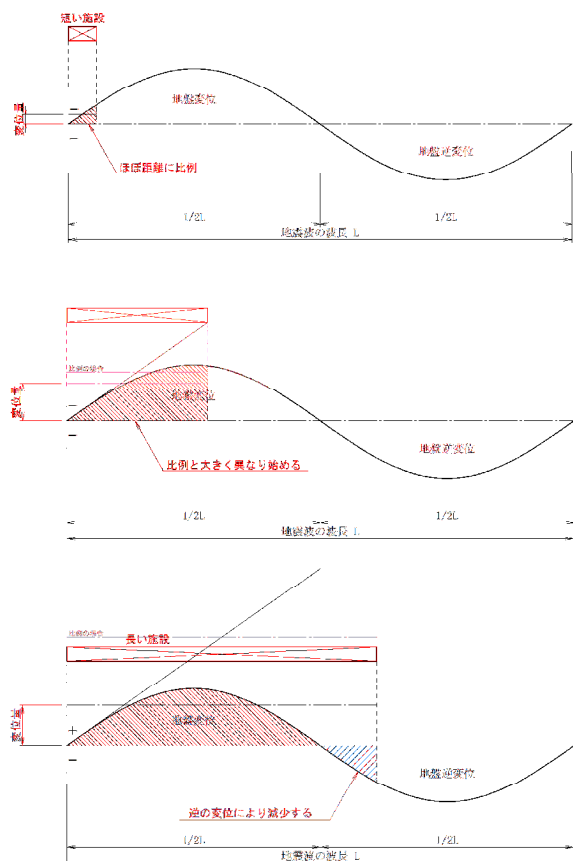 短い施設
変位量
地盤変位
ほぼ距離に比例
地盤逆変位
1/2L
1/2L
地震波の波長 L
比例の場合
変位量
地盤変位
比例と大きく異なり始める
地盤逆変位
1/2L
1/2L
地震波の波長 L
比例の場合
長い施設
変位量
+
−
地盤変位
地盤逆変位
逆の変位により減少する
1/2L
1/2L
地震波の波長 L